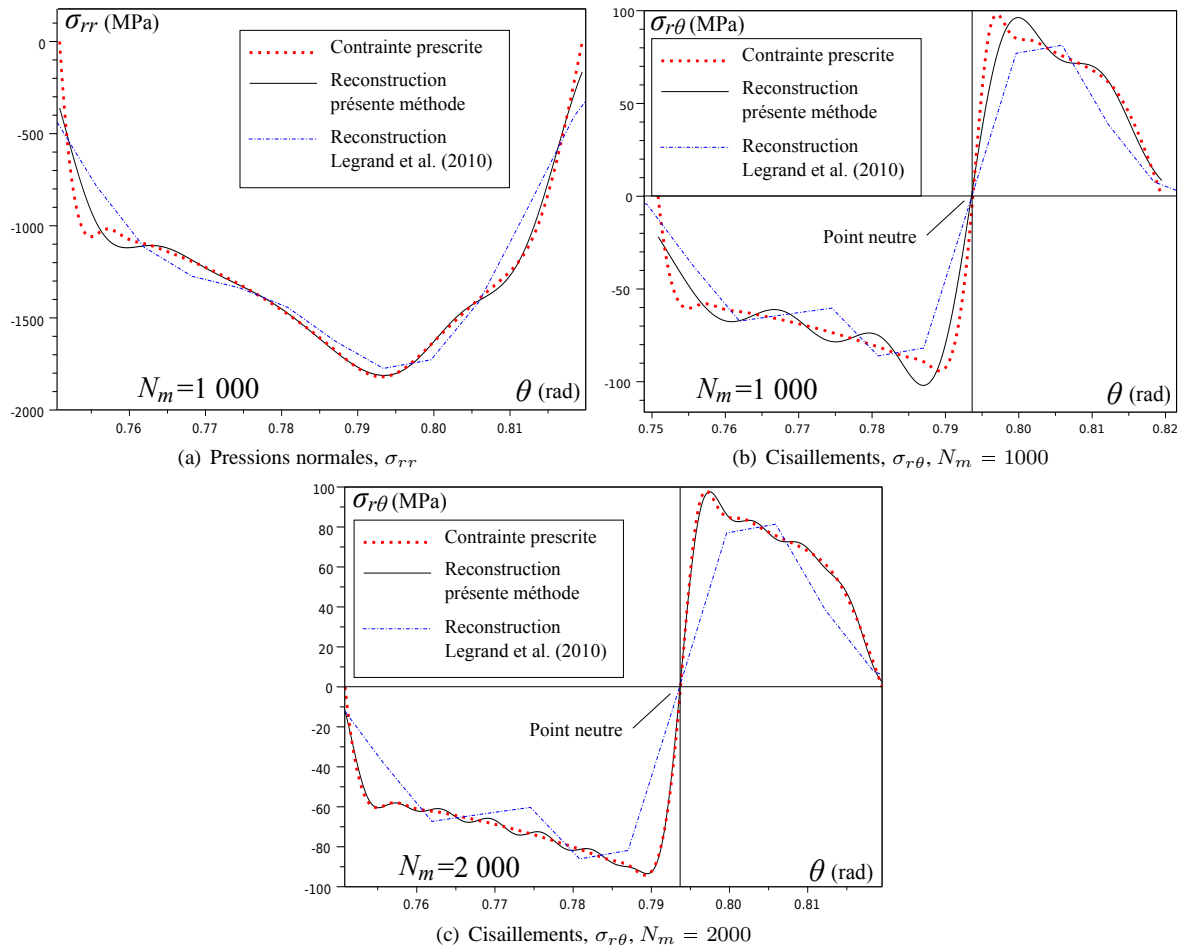 σrr (MPa)
Contrainte prescrite
Reconstruction
présente méthode
Reconstruction
Legrand et al. (2010)
0
-500
-1000
-1500
-2000
Nm=1 000
θ (rad)
0.76 0.77 0.78 0.79 0.80 0.81
(a) Pressions normales, σrr
σrθ (MPa)
Contrainte prescrite
Reconstruction
présente méthode
Reconstruction
Legrand et al. (2010)
100
50
0
-50
-100
Point neutre
Nm=1 000
θ (rad)
0.75 0.76 0.77 0.78 0.79 0.80 0.81 0.82
(b) Cisaillements, σrθ, Nm = 1000
σrθ (MPa)
Contrainte prescrite
Reconstruction
présente méthode
Reconstruction
Legrand et al. (2010)
100
80
60
40
20
0
-20
-40
-60
-80
-100
Point neutre
Nm=2 000
θ (rad)
0.76 0.77 0.78 0.79 0.80 0.81
(c) Cisaillements, σrθ, Nm = 2000